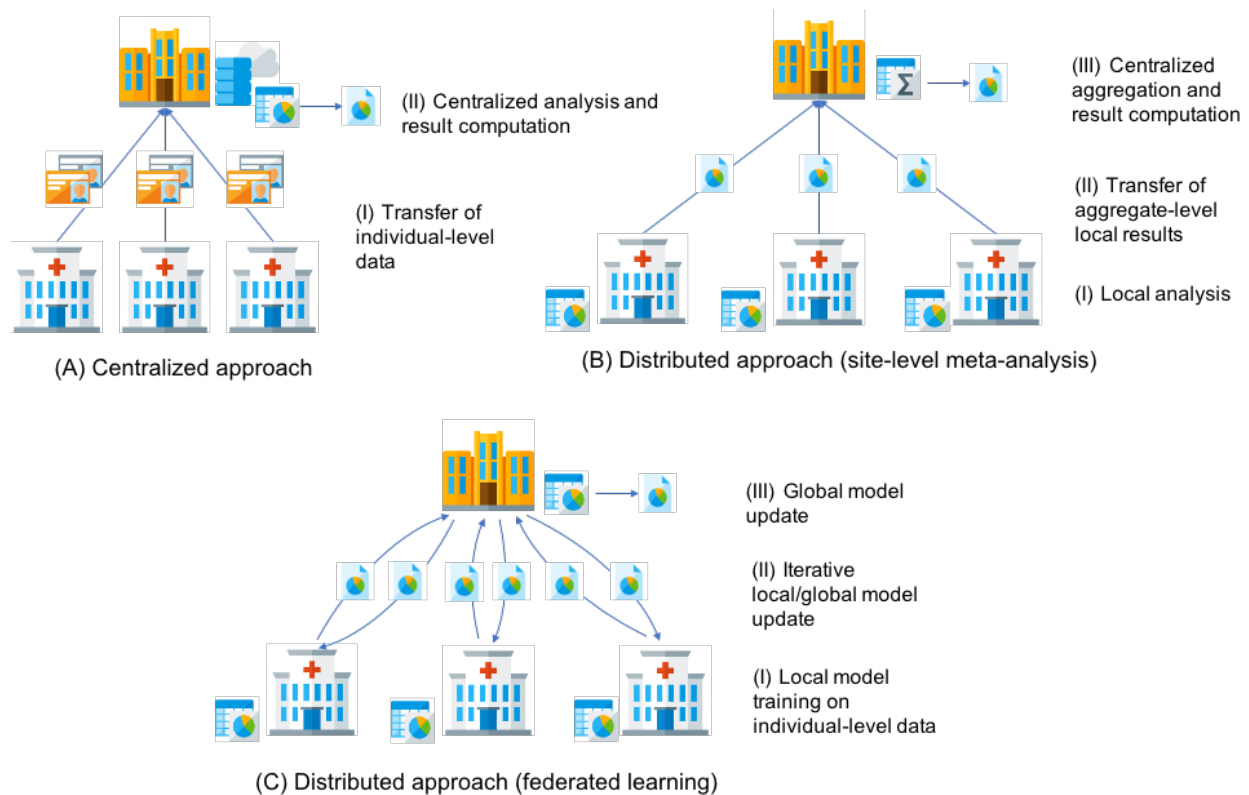 (II) Centralized analysis and
result computation
(I) Transfer of
individual-level
data
(A) Centralized approach
(III) Centralized
aggregation and
result computation
Σ
(II) Transfer of
aggregate-level
local results
(I) Local analysis
(B) Distributed approach (site-level meta-analysis)
(III) Global model
update
(II) Iterative
local/global model
update
(I) Local model
training on
individual-level data
(C) Distributed approach (federated learning)